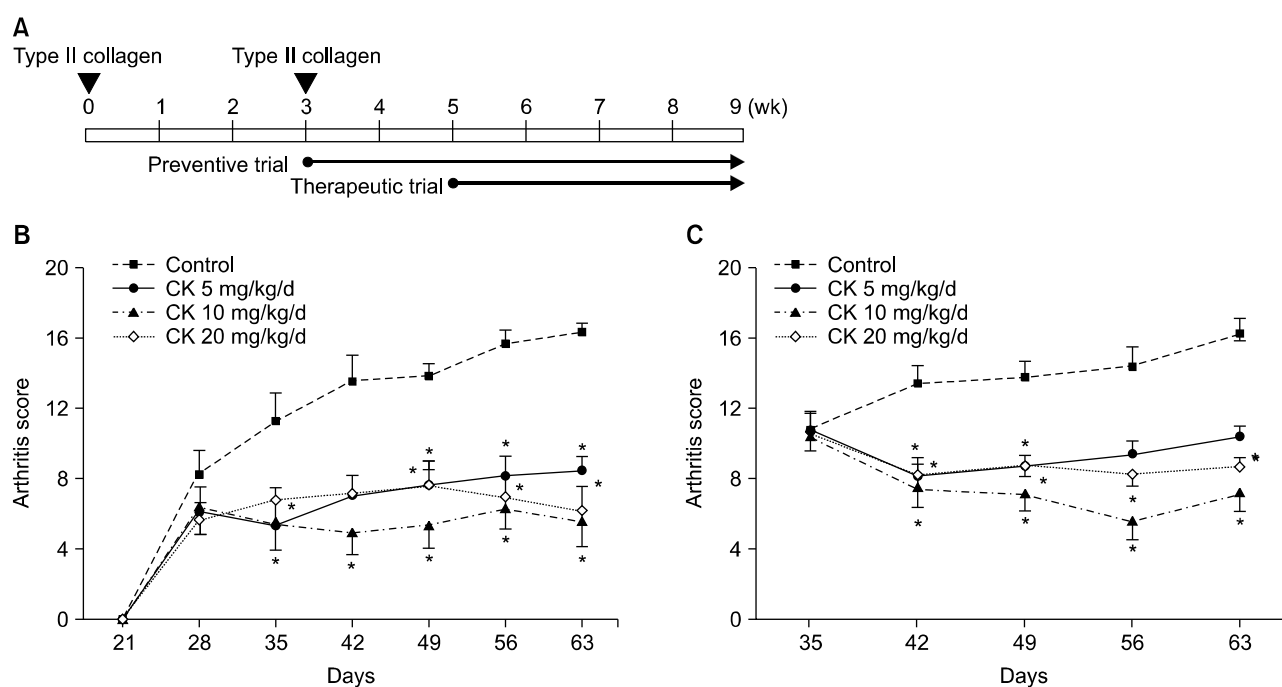 A
Type II collagen Type II collagen
0 1 2 3 4 5 6 7 8 9 (wk)
Preventive trial
Therapeutic trial
B
20
16
12
8
4
0
Arthritis score
Control
CK 5 mg/kg/d
CK 10 mg/kg/d
CK 20 mg/kg/d
* * * *
* * * *
* * * * *
21 28 35 42 49 56 63
Days
C
20
16
12
8
4
0
Arthritis score
Control
CK 5 mg/kg/d
CK 10 mg/kg/d
CK 20 mg/kg/d
* *
* * * *
* * * *
35 42 49 56 63
Days